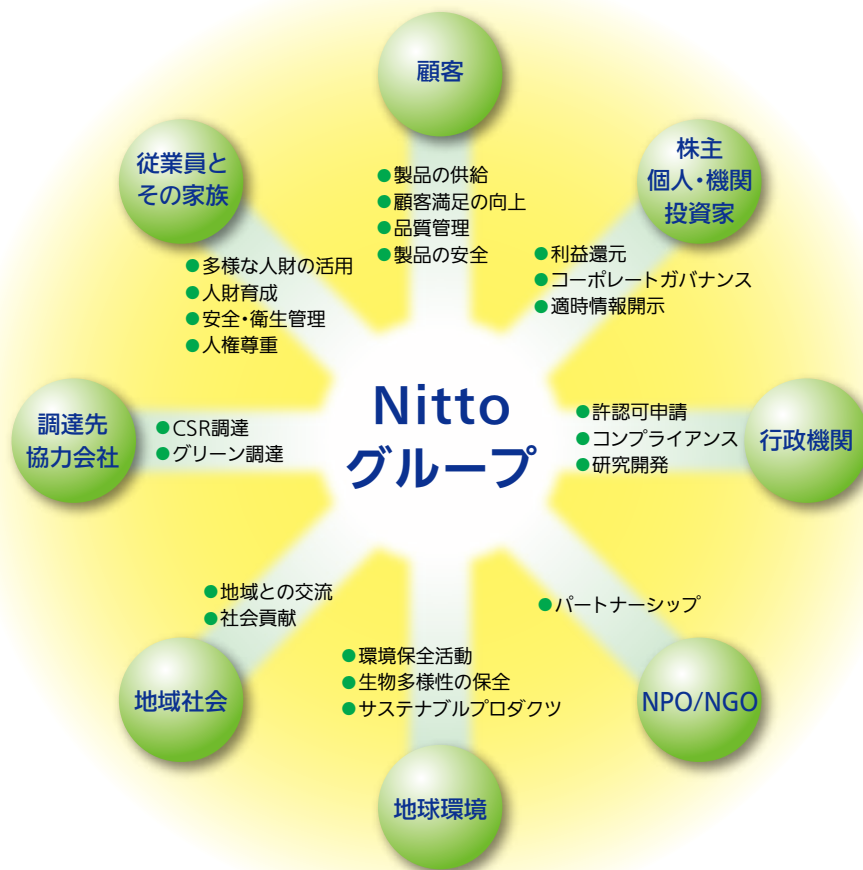 顧客
●製品の供給
●顧客満足の向上
●品質管理
●製品の安全
株主
個人・機関
投資家
●利益還元
●コーポレートガバナンス
●適時情報開示
行政機関
●許認可申請
●コンプライアンス
●研究開発
NPO/NGO
●パートナーシップ
地球環境
●環境保全活動
●生物多様性の保全
●サステナブルプロダクツ
地域社会
●地域との交流
●社会貢献
調達先
協力会社
●CSR調達
●グリーン調達
従業員と
その家族
●多様な人財の活用
●人財育成
●安全・衛生管理
●人権尊重
Nitto
グループ